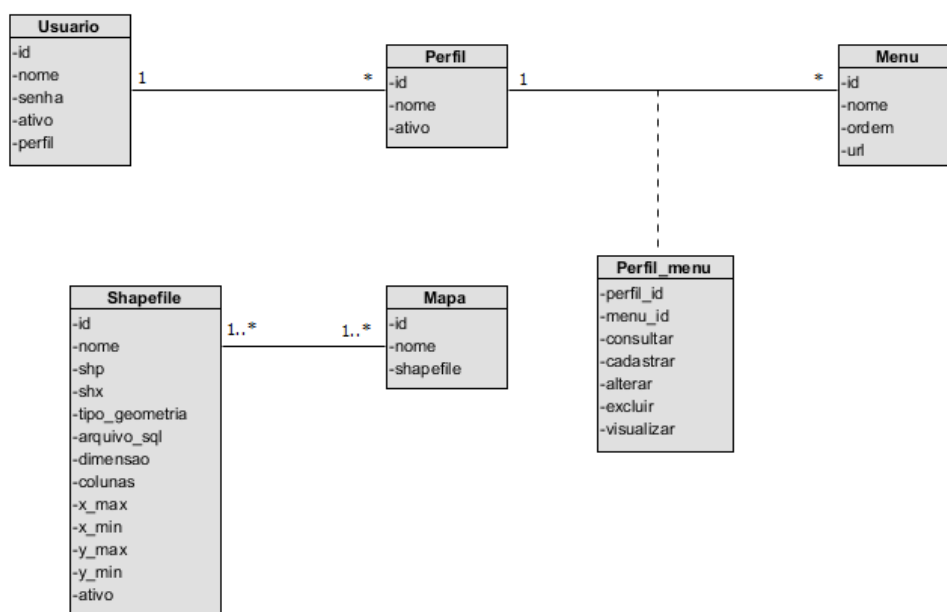 Usuario
-id
-nome
-senha
-ativo
-perfil
1
*
Perfil
-id
-nome
-ativo
1
*
Menu
-id
-nome
-ordem
-url
Perfil_menu
-perfil_id
-menu_id
-consultar
-cadastrar
-alterar
-excluir
-visualizar
Shapefile
-id
-nome
-shp
-shx
-tipo_geometria
-arquivo_sql
-dimensao
-colunas
-x_max
-x_min
-y_max
-y_min
-ativo
1..*
1..*
Mapa
-id
-nome
-shapefile